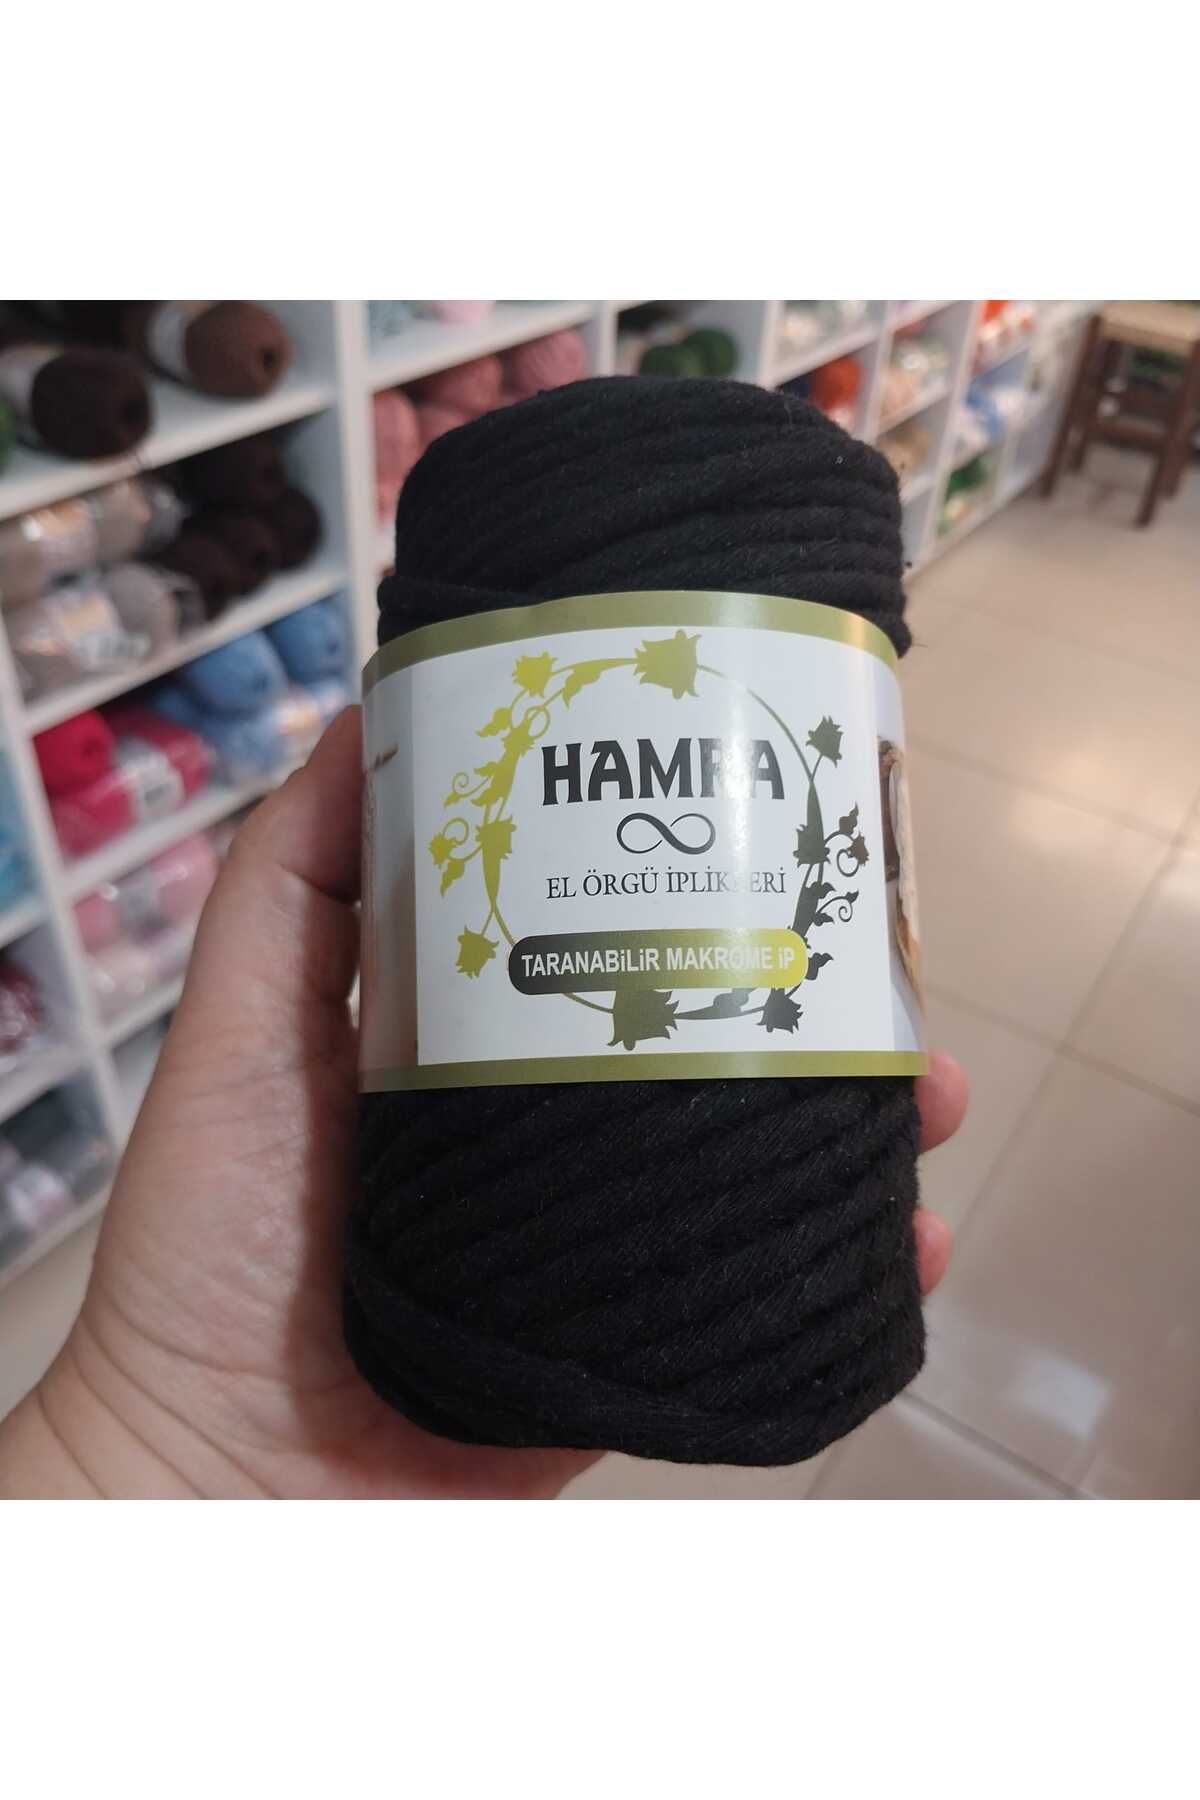 HAMRA
EL ÖRGÜ İPLİKLERİ
TARANABİLİR MAKROME İP